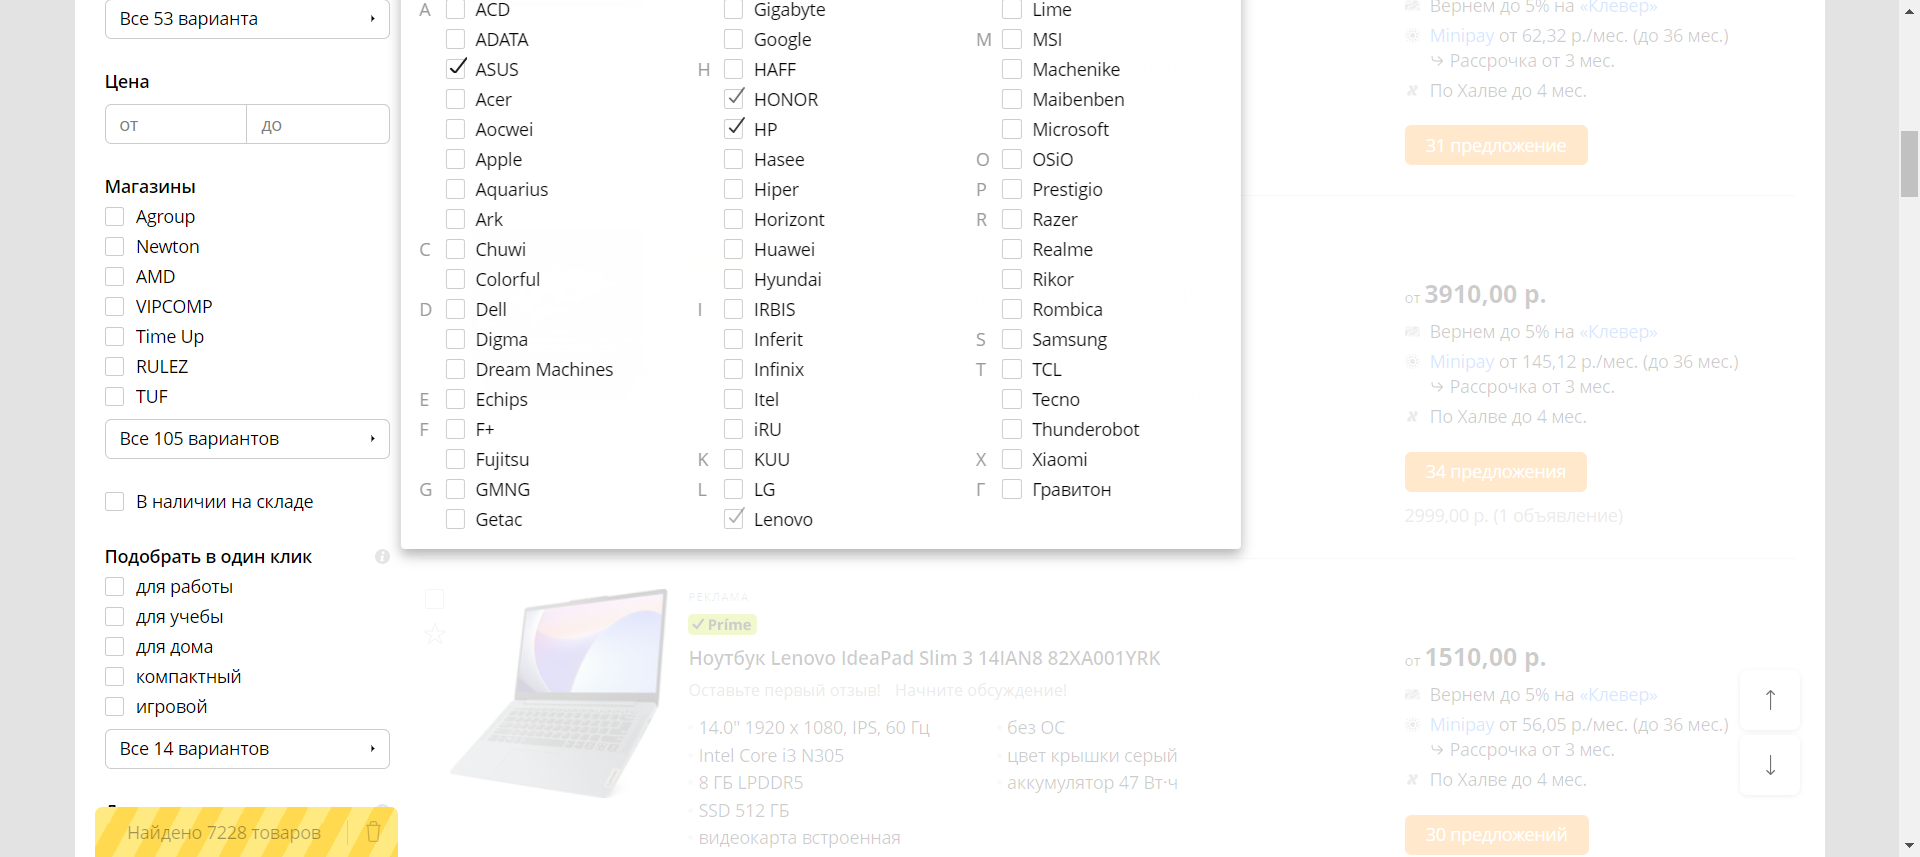 Все 53 варианта
Цена
от
до
Магазины
Agroup
Newton
AMD
VIPCOMP
Time Up
RULEZ
TUF
Все 105 вариантов
В наличии на складе
Подобрать в один клик
для работы
для учебы
для дома
компактный
игровой
Все 14 вариантов
Найдено 7228 товаров
A
ACD
ADATA
ASUS
Acer
Aocwei
Apple
Aquarius
Ark
C
Chuwi
Colorful
D
Dell
Digma
Dream Machines
E
Echips
F
F+
Fujitsu
G
GMNG
Getac
Gigabyte
Google
H
HAFF
HONOR
HP
Hasee
Hiper
Horizont
Huawei
Hyundai
I
IRBIS
Inferit
Infinix
Itel
iRU
K
KUU
L
LG
Lenovo
Lime
M
MSI
Machenike
Maibenben
Microsoft
O
OSiO
P
Prestigio
R
Razer
Realme
Rikor
Rombica
S
Samsung
T
TCL
Tecno
Thunderobot
X
Xiaomi
Г
Гравитон
Вернем до 5% на «Клевер»
Minipay от 62,32 р./мес. (до 36 мес.)
Рассрочка от 3 мес.
По Халве до 4 мес.
31 предложение
от 3910,00 р.
Вернем до 5% на «Клевер»
Minipay от 145,12 р./мес. (до 36 мес.)
Рассрочка от 3 мес.
По Халве до 4 мес.
34 предложения
2999,00 р. (1 объявление)
РЕКЛАМА
Prime
Ноутбук Lenovo IdeaPad Slim 3 14IAN8 82XA001YRK
Оставьте первый отзыв! Начните обсуждение!
14.0" 1920 x 1080, IPS, 60 Гц
Intel Core i3 N305
8 ГБ LPDDR5
SSD 512 ГБ
видеокарта встроенная
без ОС
цвет крышки серый
аккумулятор 47 Вт·ч
от 1510,00 р.
Вернем до 5% на «Клевер»
Minipay от 56,05 р./мес. (до 36 мес.)
Рассрочка от 3 мес.
По Халве до 4 мес.
30 предложений